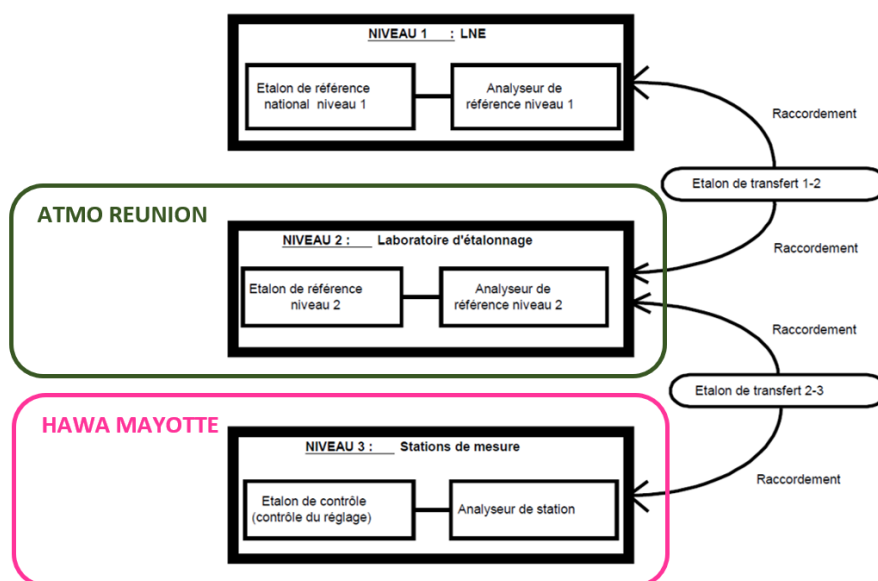 NIVEAU 1 : LNE
Etalon de référence
national niveau 1
Analyseur de
référence niveau 1
Raccordement
Etalon de transfert 1-2
ATMO REUNION
NIVEAU 2 : Laboratoire d'étalonnage
Raccordement
Etalon de référence
niveau 2
Analyseur de
référence niveau 2
Raccordement
Etalon de transfert 2-3
HAWA MAYOTTE
NIVEAU 3 : Stations de mesure
Raccordement
Etalon de contrôle
(contrôle du réglage)
Analyseur de station